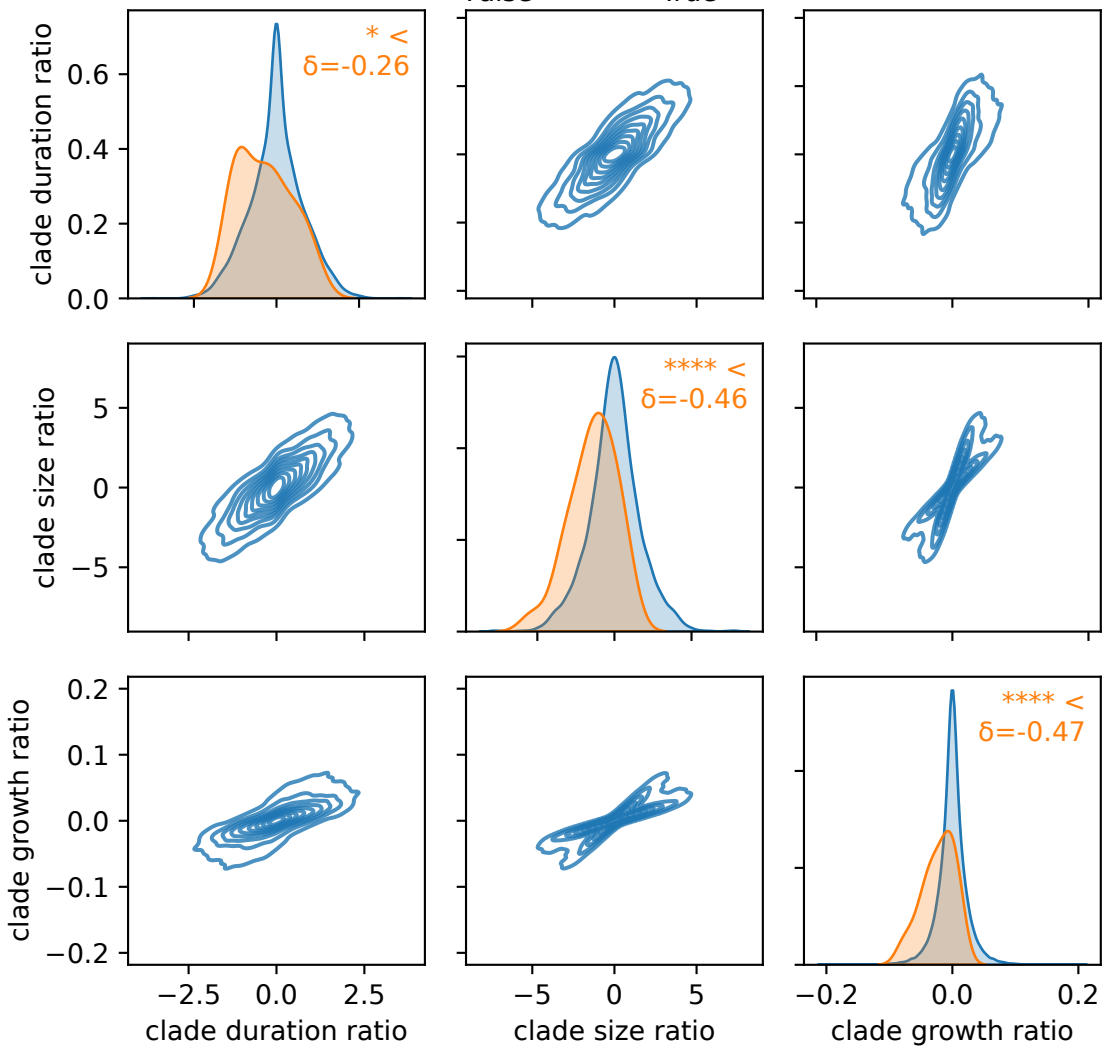 clade duration ratio
0.6
0.4
0.2
0.0
* <
δ=-0.26
clade size ratio
5
0
−5
**** <
δ=-0.46
clade growth ratio
0.2
0.1
0.0
−0.1
−0.2
**** <
δ=-0.47
−2.5 0.0 2.5
−5 0 5
−0.2 0.0 0.2
clade duration ratio
clade size ratio
clade growth ratio